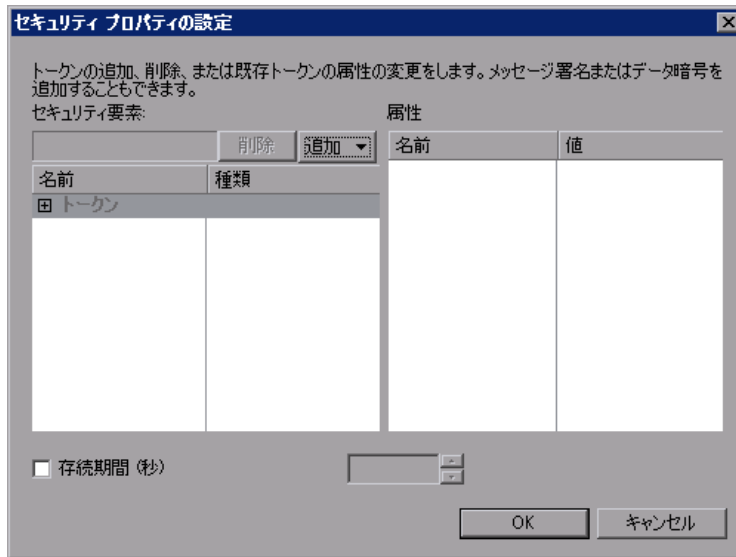 セキュリティ プロパティの設定
トークンの追加、削除、または既存トークンの属性の変更をします。メッセージ署名またはデータ暗号を
追加することもできます。
セキュリティ要素:
属性
削除
追加
名前
種類
名前
値
トークン
存続期間 (秒)
OK
キャンセル